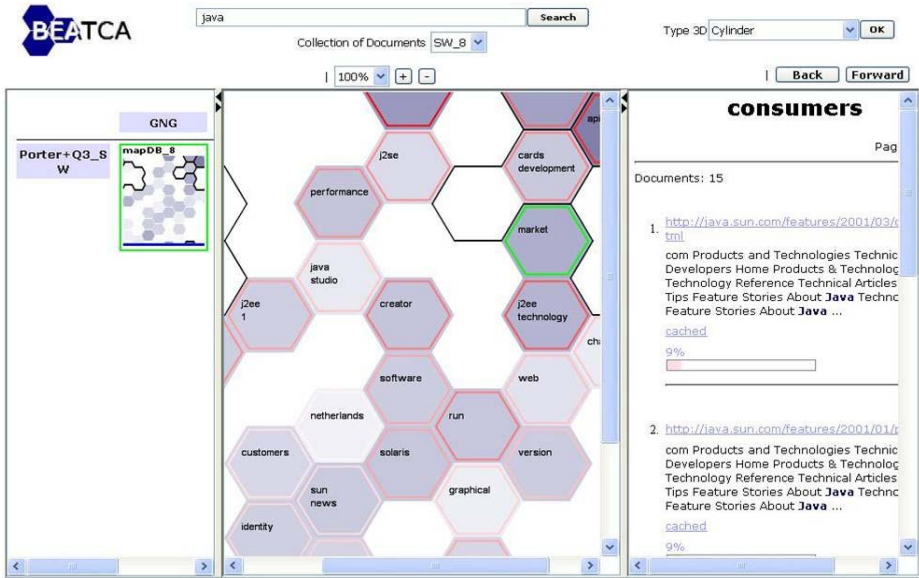 BEATCA
java
Search
Collection of Documents SW_8
Type 3D Cylinder OK
| 100% + -
| Back Forward
GNG
Porter+Q3_S
W
mapDB_8
api
j2se
cards
development
performance
market
java
studio
j2ee
1
creator
j2ee
technology
software
web
netherlands
run
customers
solaris
version
sun
news
graphical
identity
consumers
Pag
Documents: 15
1. http://java.sun.com/features/2001/03/
tml
com Products and Technologies Technic
Developers Home Products & Technolog
Technology Reference Technical Articles
Tips Feature Stories About Java Techno
Feature Stories About Java ...
cached
9%
2. http://java.sun.com/features/2001/01/
com Products and Technologies Technic
Developers Home Products & Technolog
Technology Reference Technical Articles
Tips Feature Stories About Java Techno
Feature Stories About Java ...
cached
9%